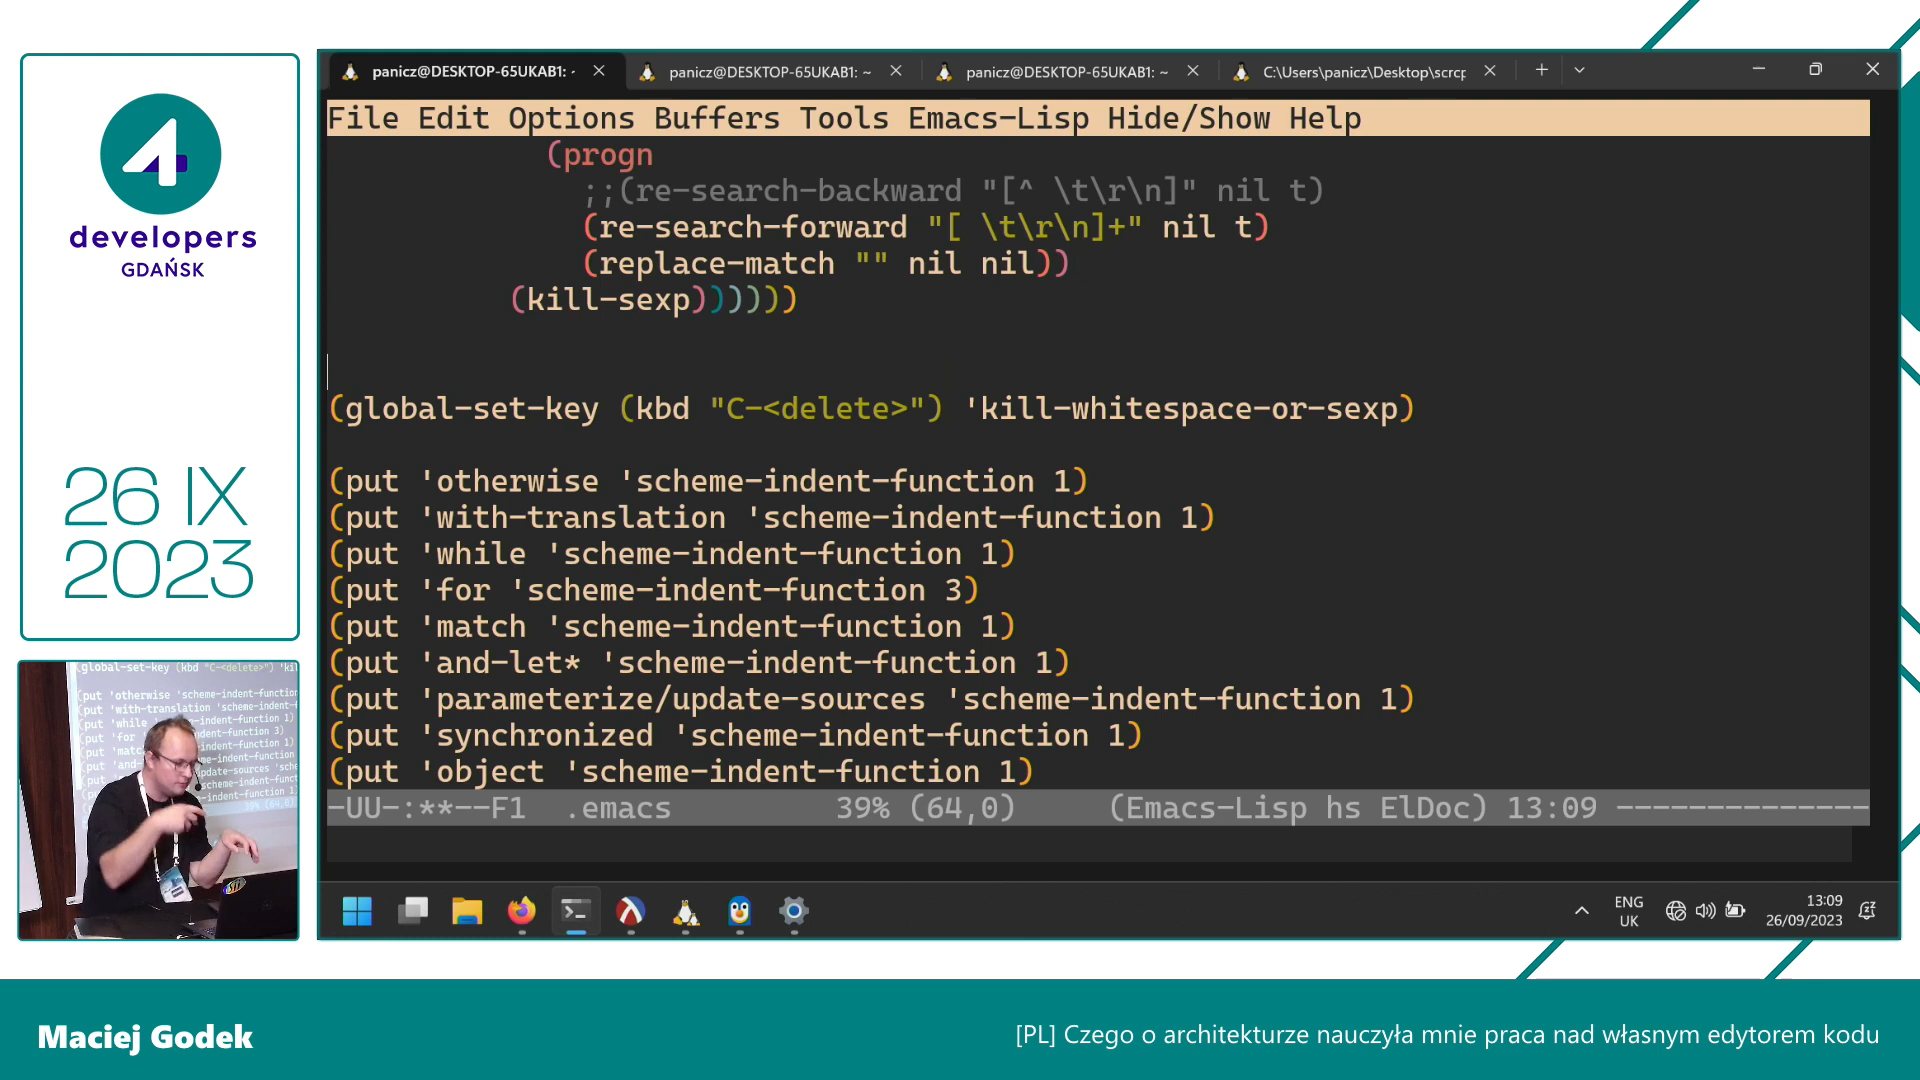 4
developers
GDAŃSK
26 IX
2023
panicz@DESKTOP-65UKAB1: ~
panicz@DESKTOP-65UKAB1: ~
panicz@DESKTOP-65UKAB1: ~
C:\Users\panicz\Desktop\scrcp
File Edit Options Buffers Tools Emacs-Lisp Hide/Show Help
(progn
;;(re-search-backward "[^ \t\r\n]" nil t)
(re-search-forward "[ \t\r\n]+" nil t)
(replace-match "" nil nil))
(kill-sexp))))))
(global-set-key (kbd "C-<delete>") 'kill-whitespace-or-sexp)
(put 'otherwise 'scheme-indent-function 1)
(put 'with-translation 'scheme-indent-function 1)
(put 'while 'scheme-indent-function 1)
(put 'for 'scheme-indent-function 3)
(put 'match 'scheme-indent-function 1)
(put 'and-let* 'scheme-indent-function 1)
(put 'parameterize/update-sources 'scheme-indent-function 1)
(put 'synchronized 'scheme-indent-function 1)
(put 'object 'scheme-indent-function 1)
-UU-:**--F1 .emacs 39% (64,0) (Emacs-Lisp hs ElDoc) 13:09 --------------
ENG
UK
13:09
26/09/2023
Maciej Godek
[PL] Czego o architekturze nauczyła mnie praca nad własnym edytorem kodu